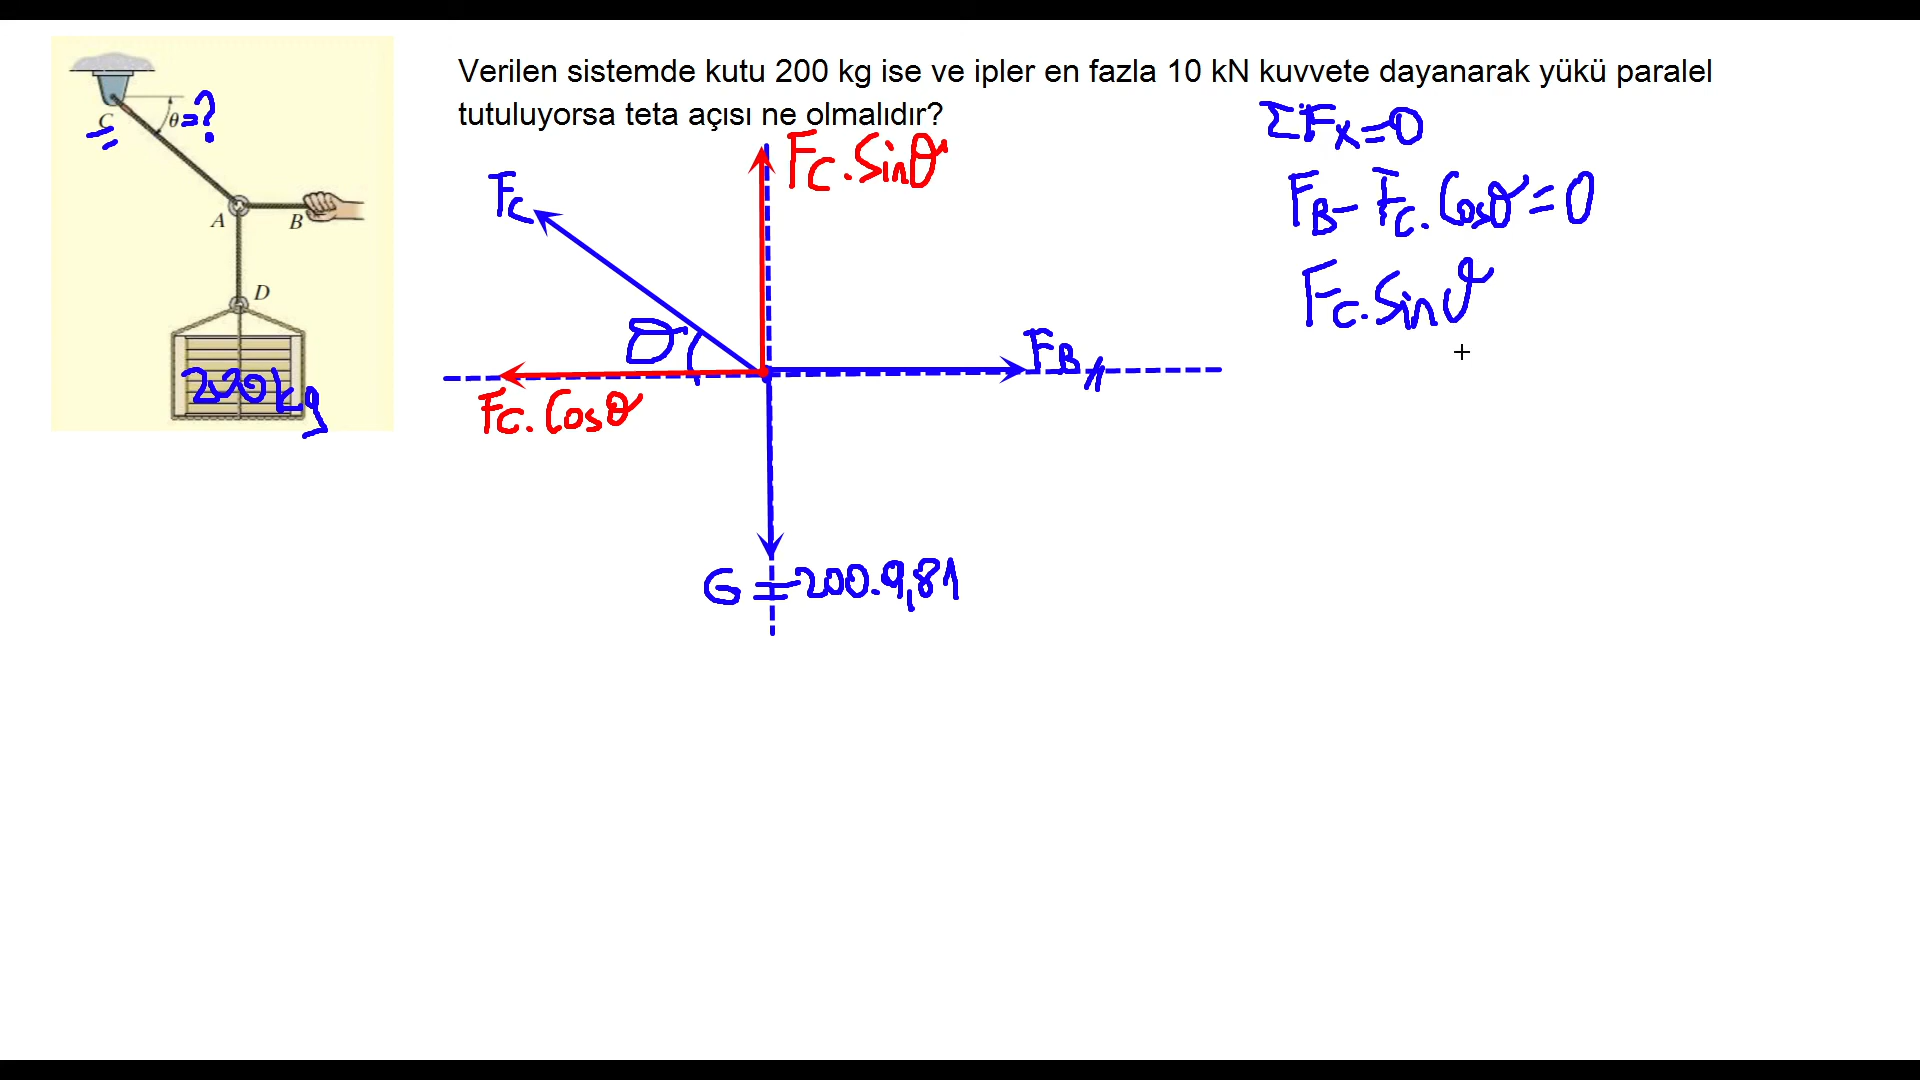 Verilen sistemde kutu 200 kg ise ve ipler en fazla 10 kN kuvvete dayanarak yükü paralel
tutuluyorsa teta açısı ne olmalıdır?
C
θ=?
A
B
D
200kg
Fc
Fc.Sinθ
θ
FB
Fc.Cosθ
G=200.9,81
ΣFx=0
FB-Fc.Cosθ=0
Fc.Sinθ